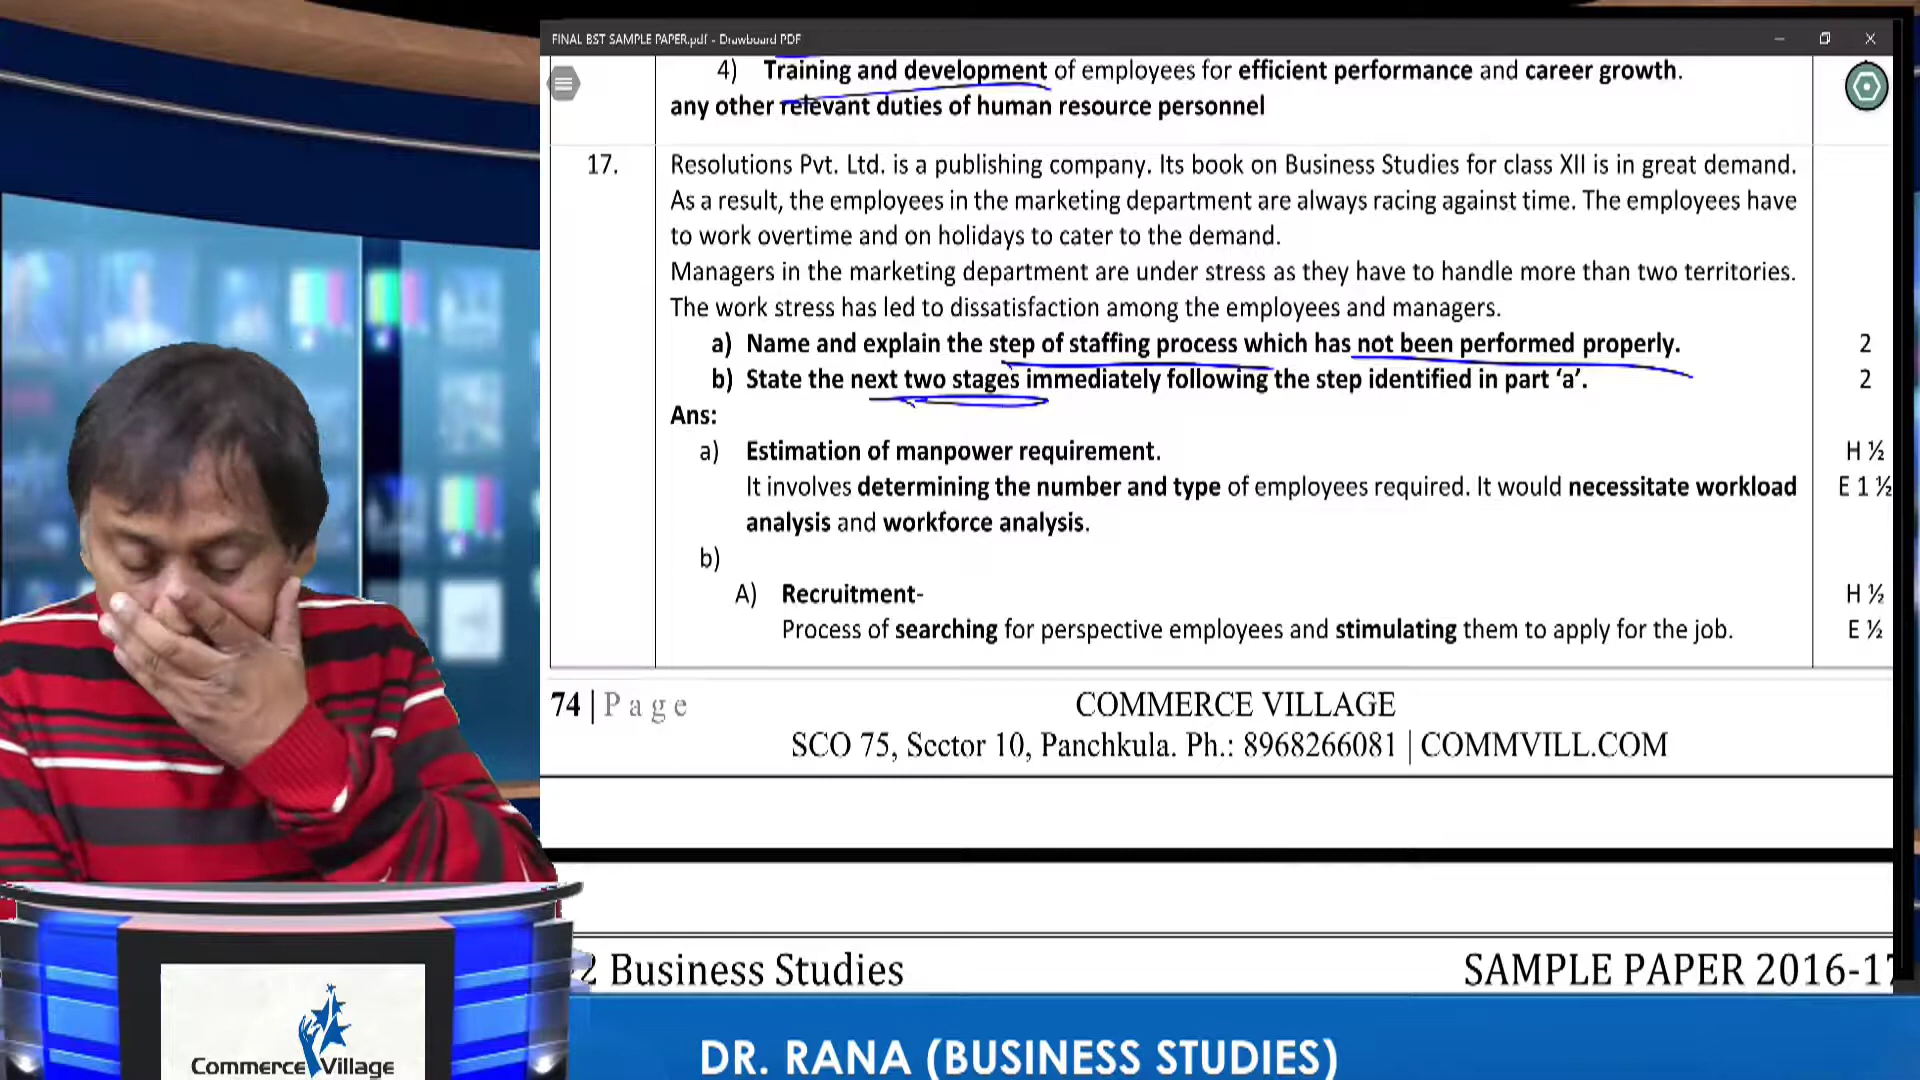 FINAL BST SAMPLE PAPER.pdf - Drawboard PDF
4) Training and development of employees for efficient performance and career growth.
any other relevant duties of human resource personnel
17. Resolutions Pvt. Ltd. is a publishing company. Its book on Business Studies for class XII is in great demand.
As a result, the employees in the marketing department are always racing against time. The employees have
to work overtime and on holidays to cater to the demand.
Managers in the marketing department are under stress as they have to handle more than two territories.
The work stress has led to dissatisfaction among the employees and managers.
a) Name and explain the step of staffing process which has not been performed properly. 2
b) State the next two stages immediately following the step identified in part ‘a’. 2
Ans:
a) Estimation of manpower requirement. H ½
It involves determining the number and type of employees required. It would necessitate workload E 1 ½
analysis and workforce analysis.
b)
A) Recruitment- H ½
Process of searching for perspective employees and stimulating them to apply for the job. E ½
74 | Page COMMERCE VILLAGE
SCO 75, Sector 10, Panchkula. Ph.: 8968266081 | COMMVILL.COM
2 Business Studies SAMPLE PAPER 2016-17
Commerce Village
DR. RANA (BUSINESS STUDIES)